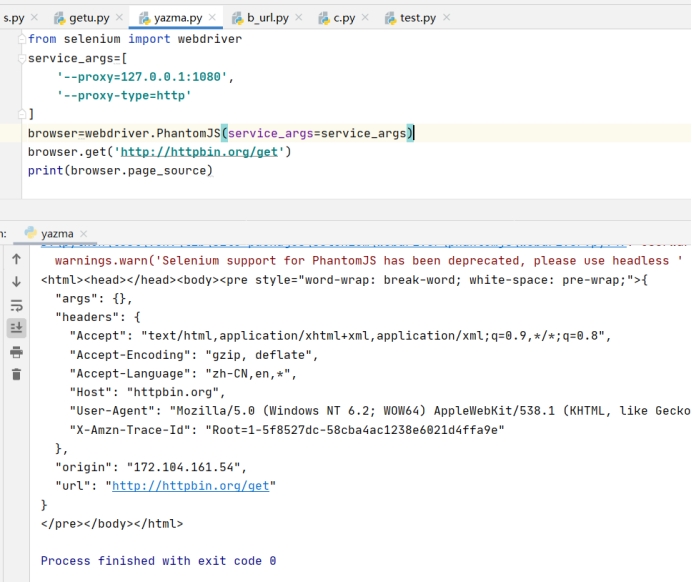 s.py × getu.py × yazma.py × b_url.py × c.py × test.py ×
from selenium import webdriver
service_args=[
'--proxy=127.0.0.1:1080',
'--proxy-type=http'
]
browser=webdriver.PhantomJS(service_args=service_args)
browser.get('http://httpbin.org/get')
print(browser.page_source)
yazma ×
warnings.warn('Selenium support for PhantomJS has been deprecated, please use headless '
<html><head></head><body><pre style="word-wrap: break-word; white-space: pre-wrap;">{
"args": {},
"headers": {
"Accept": "text/html,application/xhtml+xml,application/xml;q=0.9,*/*;q=0.8",
"Accept-Encoding": "gzip, deflate",
"Accept-Language": "zh-CN,en,*",
"Host": "httpbin.org",
"User-Agent": "Mozilla/5.0 (Windows NT 6.2; WOW64) AppleWebKit/538.1 (KHTML, like Gecko
"X-Amzn-Trace-Id": "Root=1-5f8527dc-58cba4ac1238e6021d4ffa9e"
},
"origin": "172.104.161.54",
"url": "http://httpbin.org/get"
}
</pre></body></html>
Process finished with exit code 0